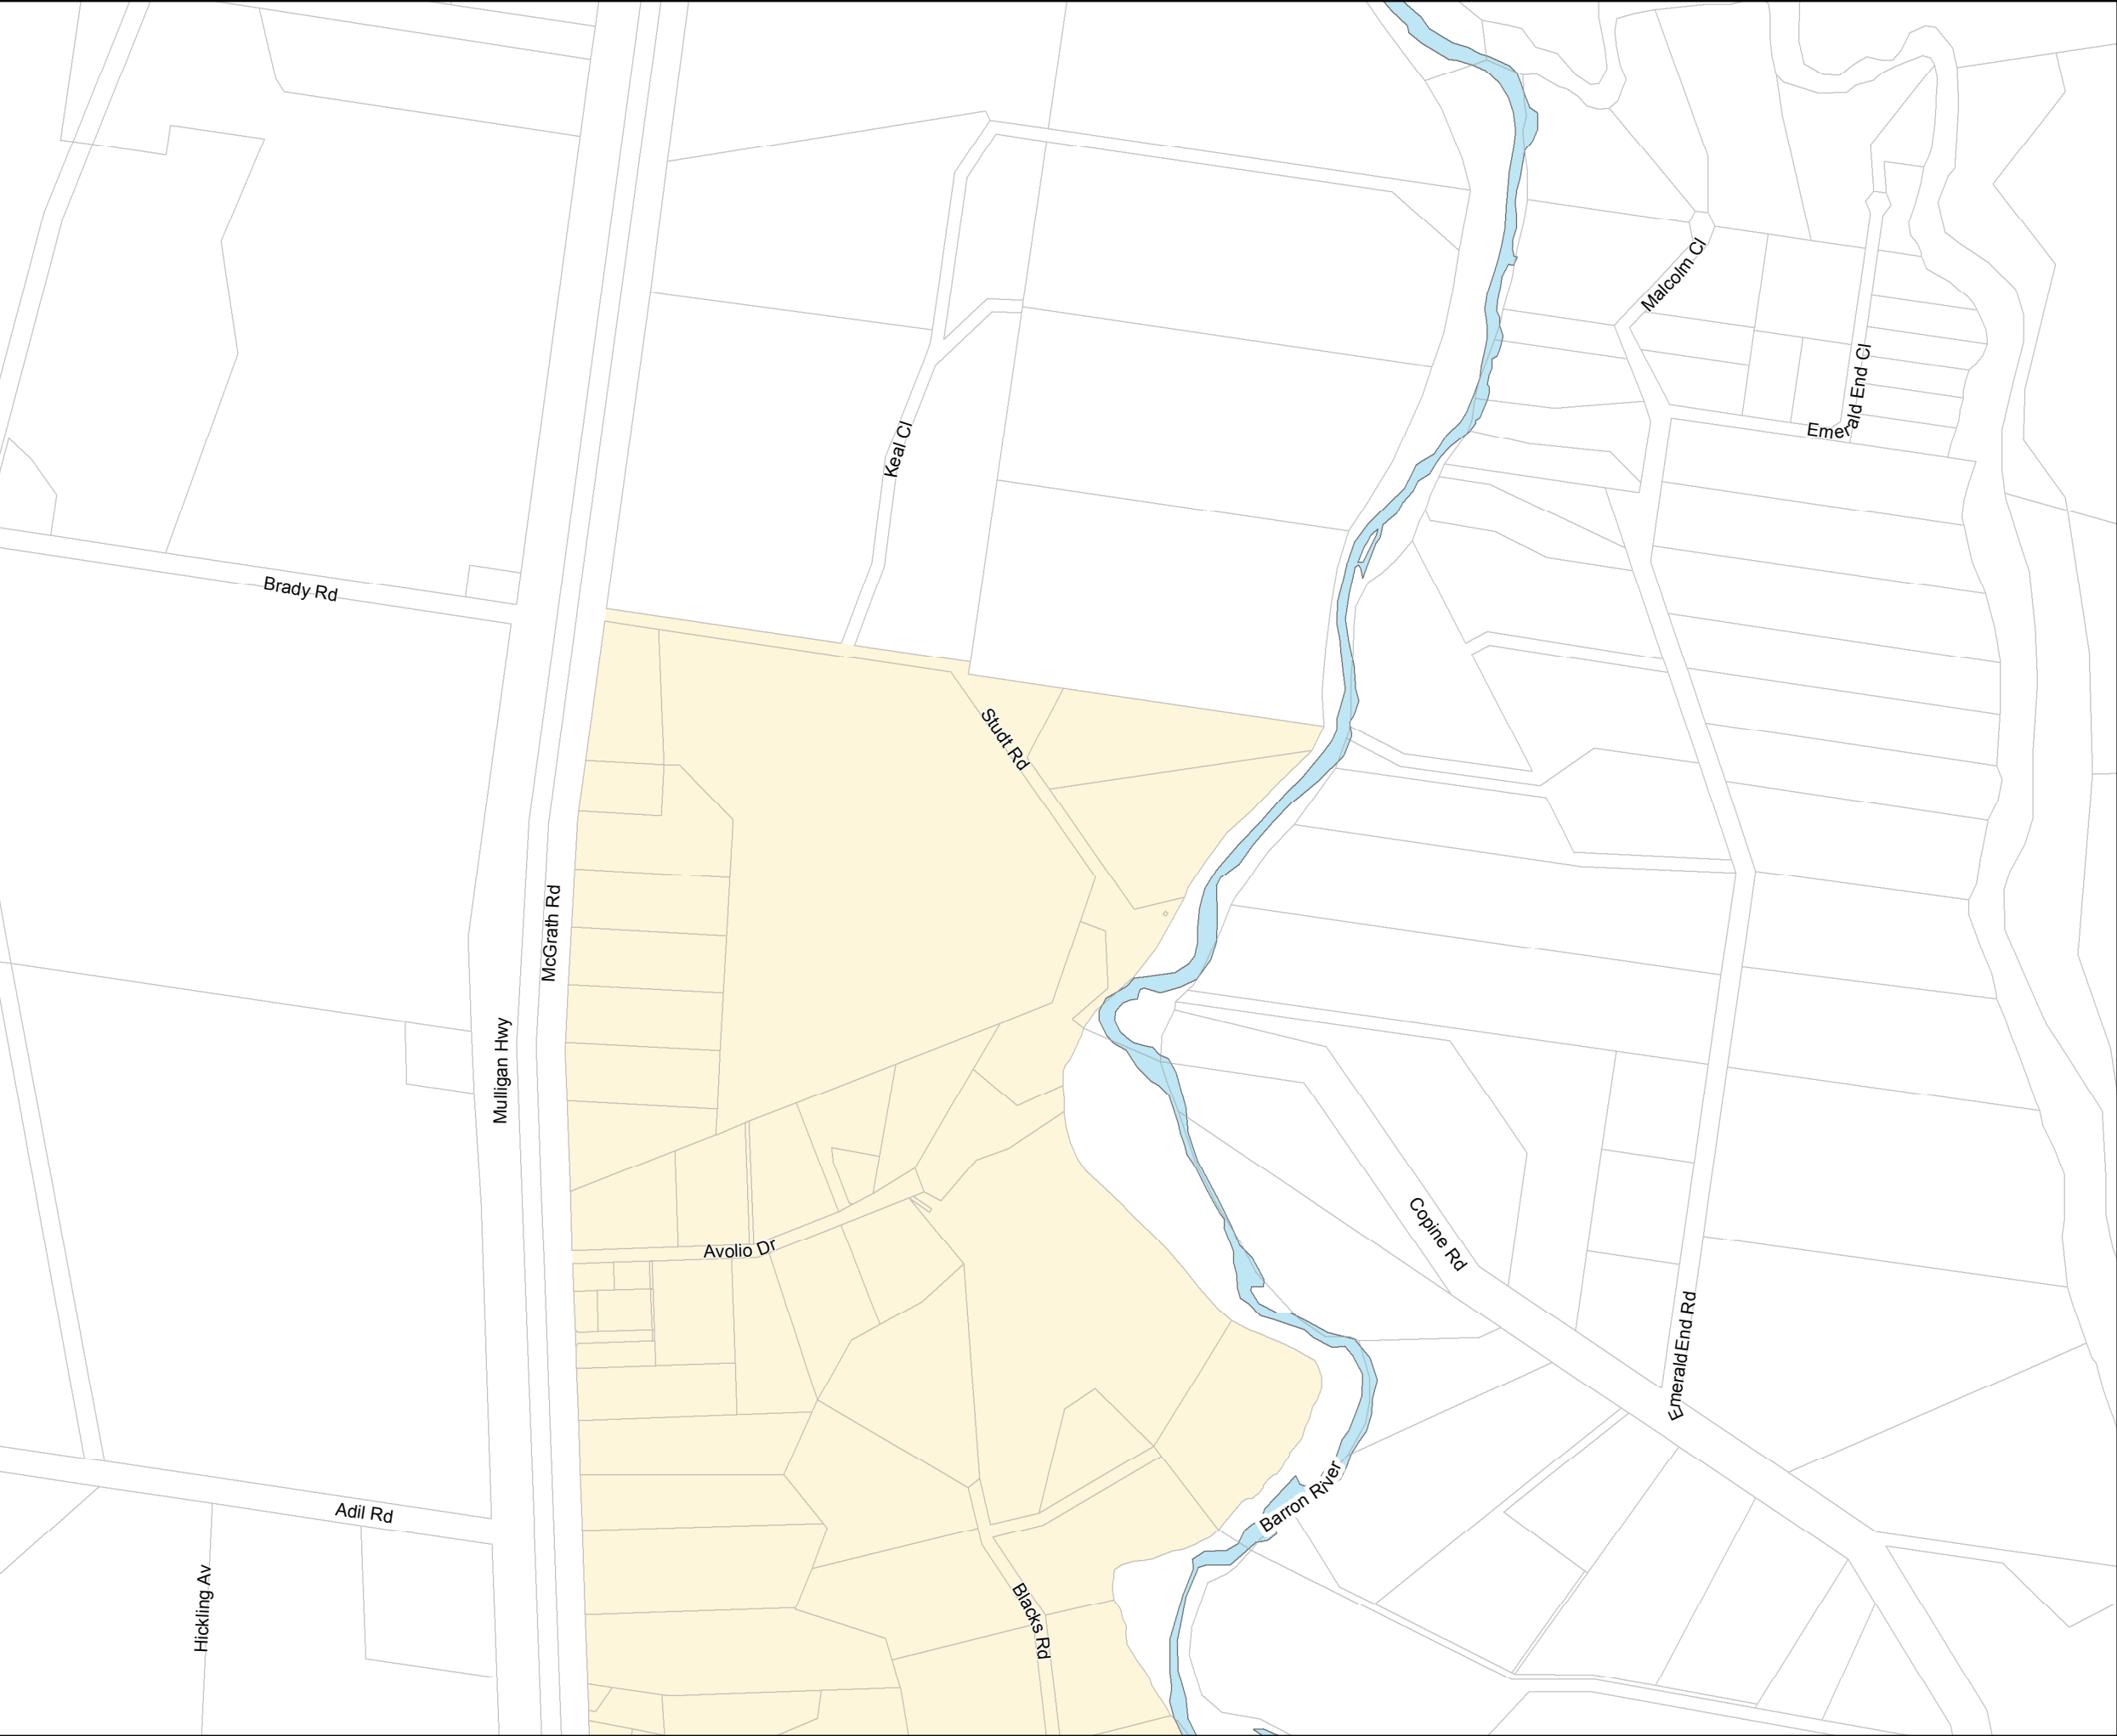 Malcolm Cl
Emerald End Cl
Keal Cl
Brady Rd
Studt Rd
McGrath Rd
Mulligan Hwy
Copine Rd
Avolio Dr
Emerald End Rd
Barron River
Adil Rd
Hickling Av
Blacks Rd